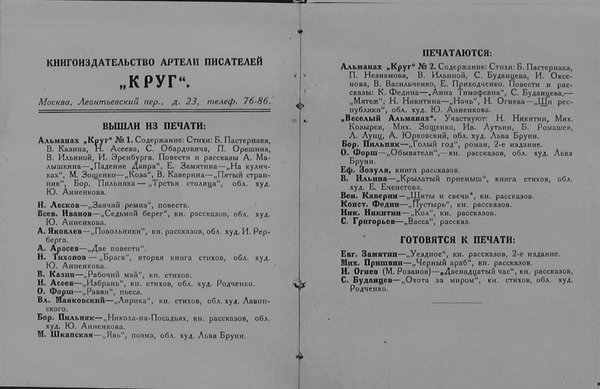 КНИГОИЗДАТЕЛЬСТВО АРТЕЛИ ПИСАТЕЛЕЙ
„КРУГ“.
Москва, Леонтьевский пер., д. 23, телеф. 76-86.
ВЫШЛИ ИЗ ПЕЧАТИ:
Альманах „Круг“ № 1. Содержание: Стихи: Б. Пастернака,
В. Казина, Н. Асеева, С. Обрадовича, П. Орешина,
В. Ильиной, И. Эренбурга. Повести и рассказы А. Ма-
лышкина—„Падение Даира“. Е. Замятина—„На кулич-
ках“, М. Зощенко—„Коза“, В. Каверина—„Пятый стран-
ник“, Бор. Пильняка—„Третья столица“, обл. худ.
Ю. Анненкова.
Н. Лесков—„Заячий ремиз“, повесть.
Всев. Иванов—„Седьмой берег“, кн. рассказов, обл. худ.
Ю. Анненкова.
А. Яковлев—„Повольники“, кн. рассказов, обл. худ. И. Рер-
берга.
А. Аросев—„Две повести“.
Н. Тихонов—„Брага“, вторая книга стихов, обл. худ.
Ю. Анненкова.
В. Казин—„Рабочий май“, кн. стихов.
Н. Асеев—„Избрань“, кн. стихов, обл. худ. Родченко.
О. Форш—„Равви“, пьеса.
Вл. Маяковский—„Лирика“, кн. стихов, обл. худ. Лавин-
ского.
Бор. Пильняк—„Никола-на-Посадьях, кн. рассказов, обл.
худ. Ю. Анненкова.
М. Шкапская—„Явь“, поэма, обл. худ. Льва Бруни.
ПЕЧАТАЮТСЯ:
Альманах „Круг“ № 2. Содержание: Стихи: Б. Пастернака,
П. Незнамова, В. Ильиной, С. Буданцева, И. Оксе-
нова, В. Васильченко, Е. Приходченко. Повести и рас-
сказы: К. Федина—„Анна Тимофевна“, С. Буданцева,—
„Мятеж“, Н. Никитина—„Ночь“, Н. Огнева—„Щи рес-
публики“, обл. худ. Ю. Анненкова.
„Веселый Альманах“. Участвуют: Н. Никитин, Мих.
Козырев, Мих. Зощенко, Ив. Лутьин, Б. Ромашев,
Л. Лунц, А. Юрковский, обл. худ. Льва Бруни.
Бор. Пильняк—„Голый год“, роман, 2-е издание.
О. Форш—„Обыватели“,—кн. рассказов, обл. худ. Льва
Бруни.
Еф. Зозуля, книга рассказов.
В. Ильина—„Крылатый приемыш“, книга стихов, обл.
худ. Е. Ечеистова.
Вен. Каверин—„Щиты и свечи“, кн. рассказов.
Конст. Федин—„Пустырь“, кн. рассказов.
Ник. Никитин—„Кол“, кн. рассказов.
С. Григорьев—„Васса“, рассказ.
ГОТОВЯТСЯ К ПЕЧАТИ:
Евг. Замятин—„Уездное“, кн. рассказов, 2-е издание.
Мих. Пришвин—„Черный араб“, кн. рассказов.
Н. Огнев (М. Розанов)—„Двенадцатый час“, кн. рассказов,
С. Буданцев—„Охота за миром“, кн. стихов, обл. худ.
Родченко.